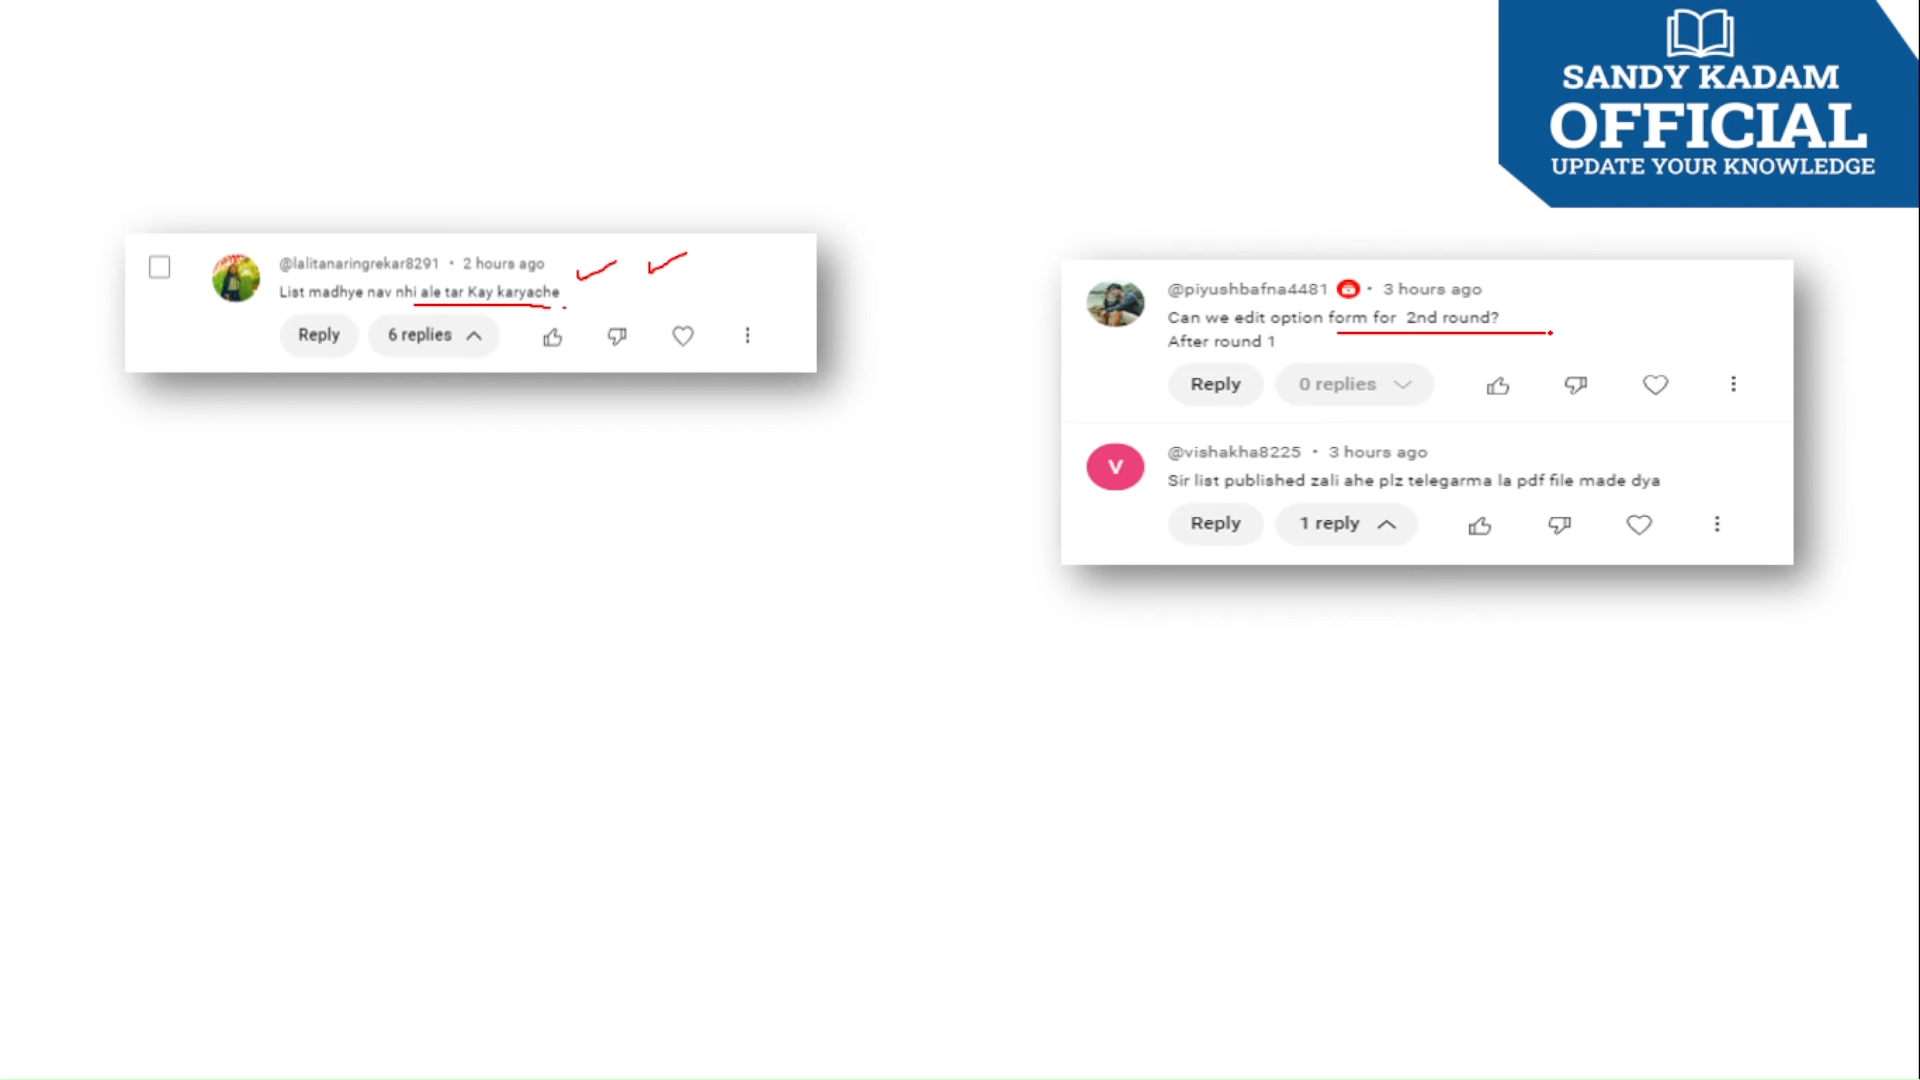 SANDY KADAM
OFFICIAL
UPDATE YOUR KNOWLEDGE
@lalitanaringrekar8291 • 2 hours ago
List madhye nav nhi ale tar Kay karyache
Reply 6 replies
@piyushbafna4481 • 3 hours ago
Can we edit option form for 2nd round?
After round 1
Reply 0 replies
V
@vishakha8225 • 3 hours ago
Sir list published zali ahe plz telegarma la pdf file made dya
Reply 1 reply